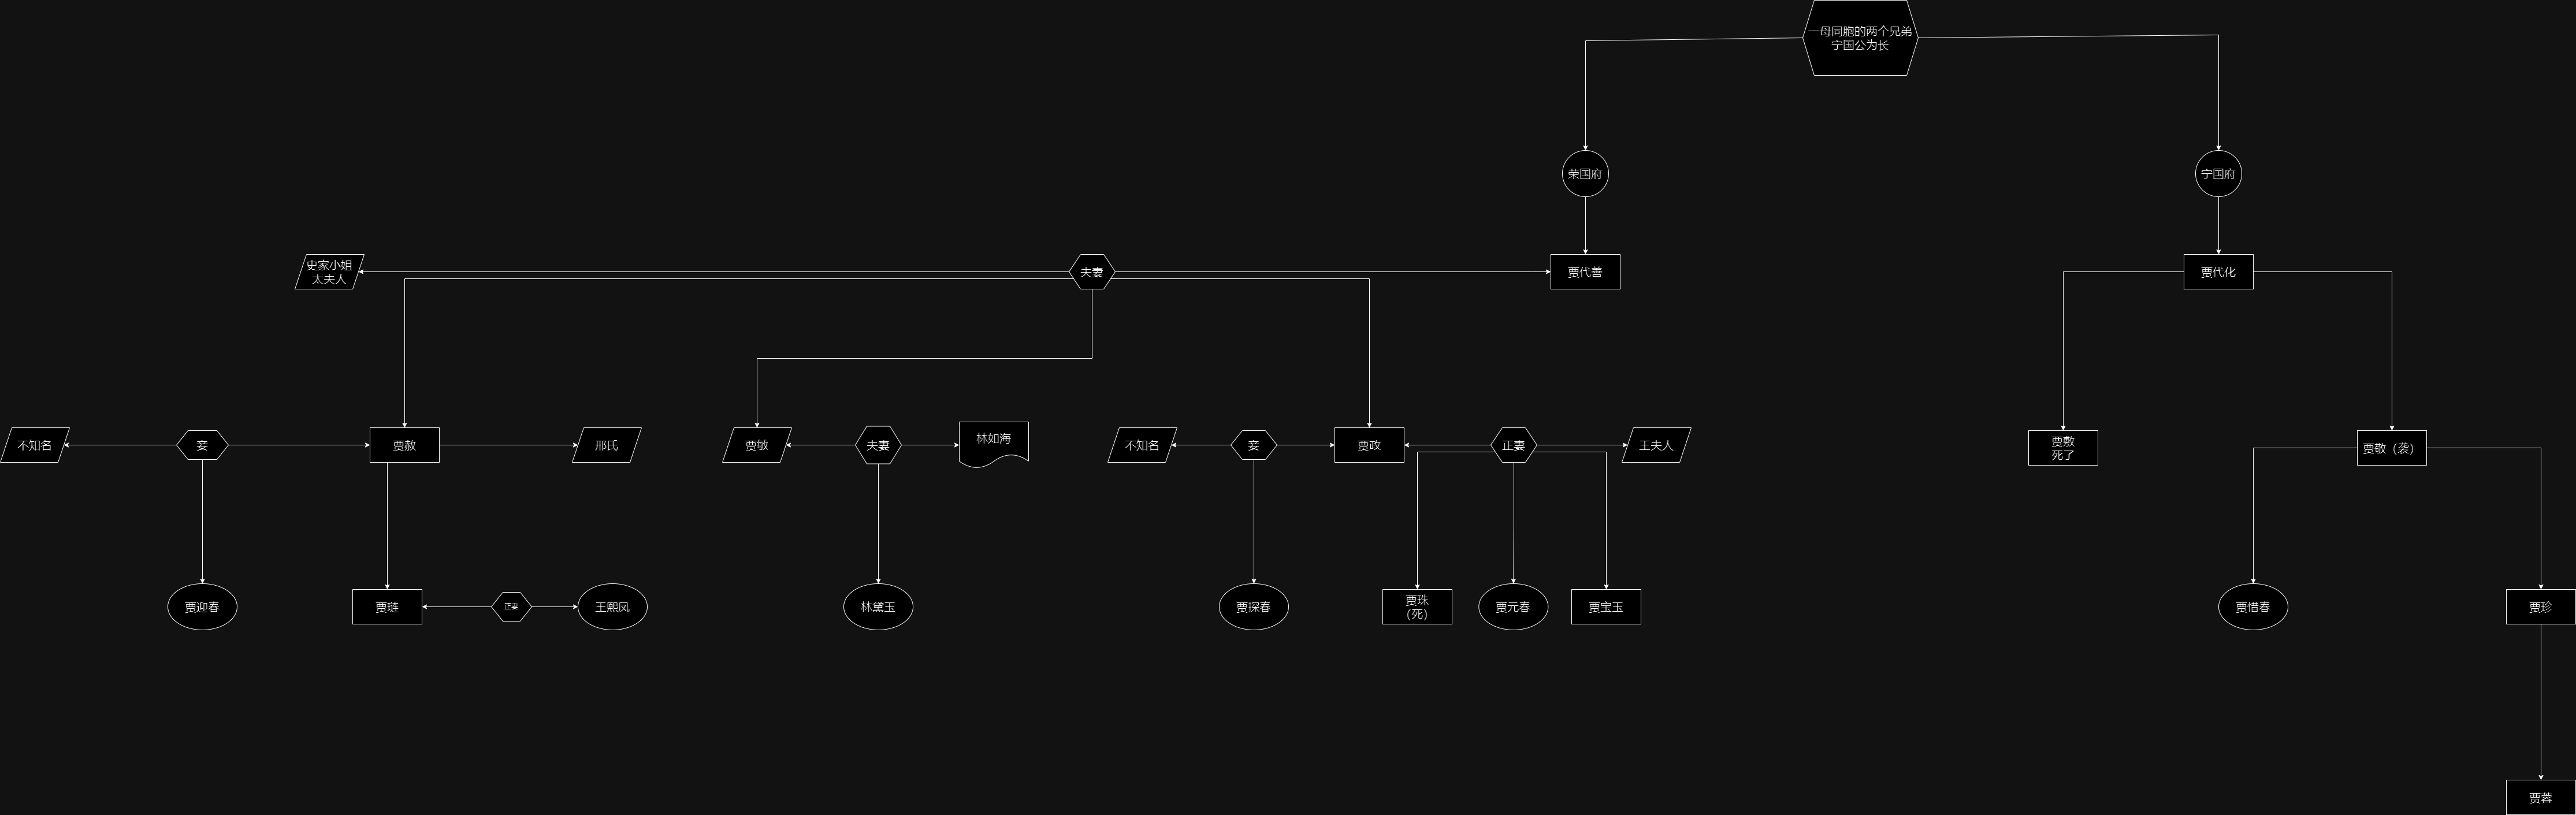 一母同胞的两个兄弟
宁国公为长
荣国府
宁国府
史家小姐
太夫人
夫妻
贾代善
贾代化
不知名
妾
贾赦
邢氏
贾敏
夫妻
林如海
不知名
妾
贾政
正妻
王夫人
贾敷
死了
贾敬（袭）
贾迎春
贾琏
正妻
王熙凤
林黛玉
贾探春
贾珠
（死）
贾元春
贾宝玉
贾惜春
贾珍
贾蓉